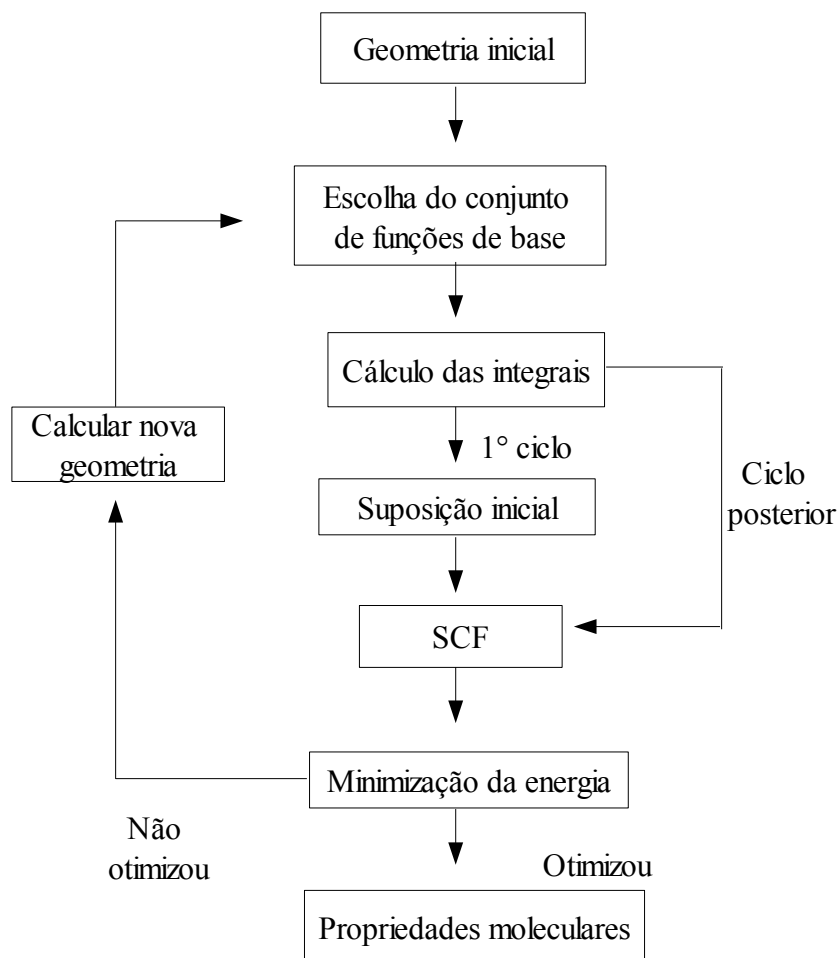 Geometria inicial
Escolha do conjunto
de funções de base
Cálculo das integrais
Calcular nova
geometria
1° ciclo
Ciclo
posterior
Suposição inicial
SCF
Minimização da energia
Não
otimizou
Otimizou
Propriedades moleculares